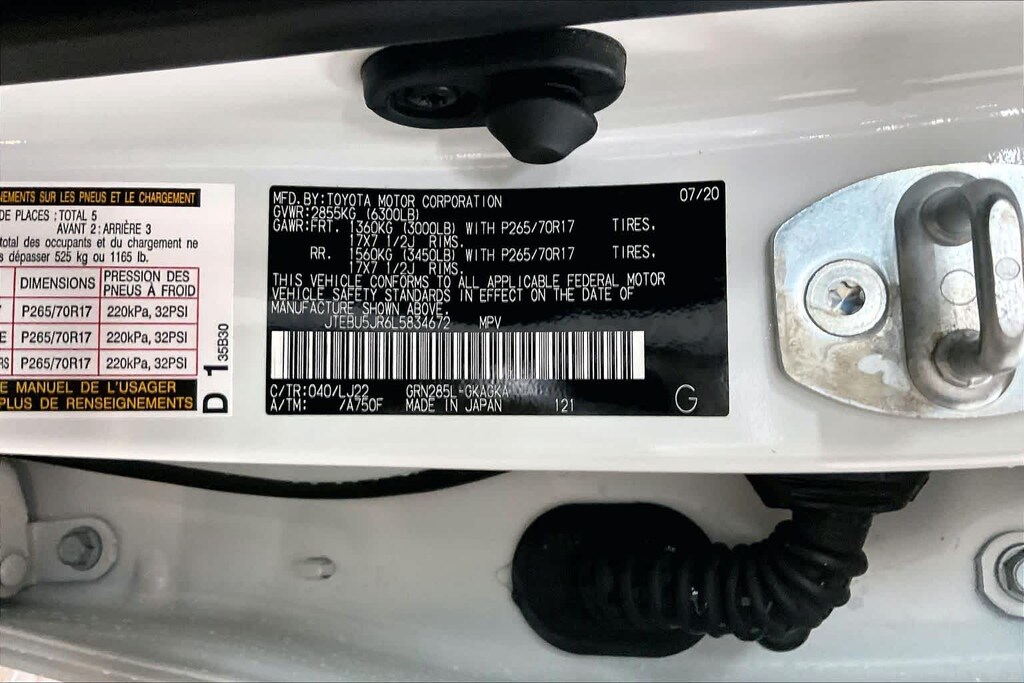 NEMENTS SUR LES PNEUS ET LE CHARGEMENT
DE PLACES : TOTAL 5
AVANT 2: ARRIÈRE 3
total des occupants et du chargement ne
s dépasser 525 kg ou 1165 lb.
DIMENSIONS PRESSION DES PNEUS À FROID
P265/70R17 220kPa, 32PSI
E P265/70R17 220kPa, 32PSI
RS P265/70R17 220kPa, 32PSI
E MANUEL DE L'USAGER
PLUS DE RENSEIGNEMENTS
D 135B30
MFD. BY:TOYOTA MOTOR CORPORATION 07/20
GVWR:2855KG (6300LB)
GAWR:FRT. 1360KG (3000LB) WITH P265/70R17 TIRES.
17X7 1/2J RIMS.
RR. 1560KG (3450LB) WITH P265/70R17 TIRES.
17X7 1/2J RIMS.
THIS VEHICLE CONFORMS TO ALL APPLICABLE FEDERAL MOTOR
VEHICLE SAFETY STANDARDS IN EFFECT ON THE DATE OF
MANUFACTURE SHOWN ABOVE.
JTEBU5JR6L5834672 MPV
C/TR:040/LJ22 GRN285L-GKAGKA
A/TM: /A750F MADE IN JAPAN 121 G